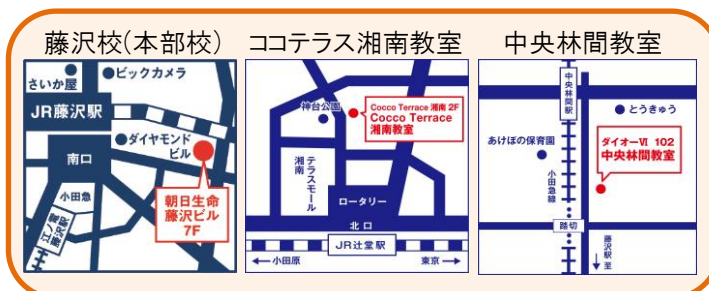 藤沢校(本部校)
さいか屋
ビックカメラ
JR藤沢駅
ダイヤモンド
ビル
南口
小田急
江ノ電
藤沢駅
朝日生命
藤沢ビル
7F
ココテラス湘南教室
神台公園
Cocco Terrace 湘南 2F
Cocco Terrace
湘南教室
テラスモール
湘南
ロータリー
北口
JR辻堂駅
←小田原
東京→
中央林間教室
中央林間駅
とうきゅう
あけぼの保育園
ダイオーⅥ 102
中央林間教室
小田急線
踏切
藤沢駅
至